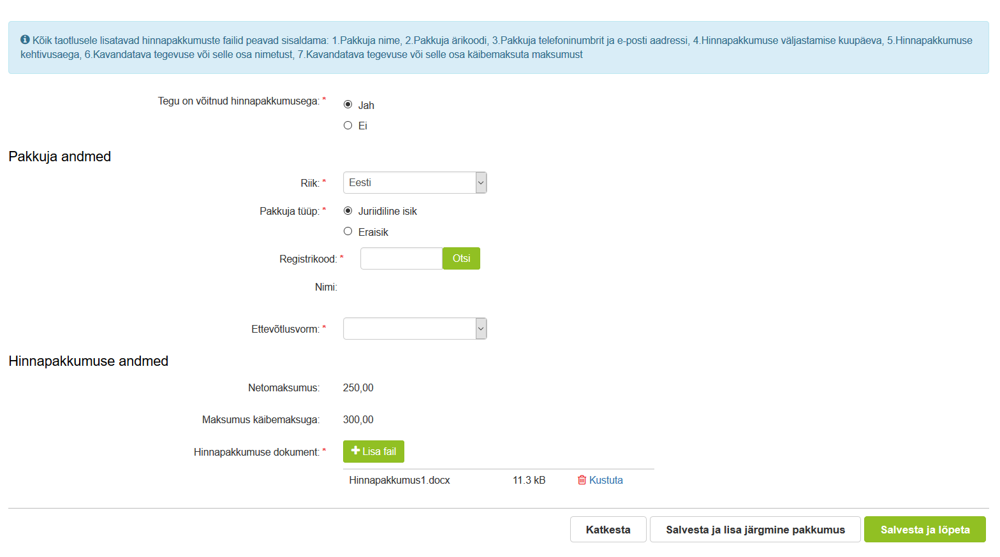 Kõik taotlusele lisatavad hinnapakkumuste failid peavad sisaldama: 1.Pakkuja nime, 2.Pakkuja ärikoodi, 3.Pakkuja telefoninumbrit ja e-posti aadressi, 4.Hinnapakkumuse väljastamise kuupäeva, 5.Hinnapakkumuse
kehtivusaega, 6.Kavandatava tegevuse või selle osa nimetust, 7.Kavandatava tegevuse või selle osa käibemaksuta maksumust
Tegu on võitnud hinnapakkumusega: * Jah
Ei
Pakkuja andmed
Riik: * Eesti
Pakkuja tüüp: * Juriidiline isik
Eraisik
Registrikood: * Otsi
Nimi:
Ettevõtlusvorm: *
Hinnapakkumuse andmed
Netomaksumus: 250,00
Maksumus käibemaksuga: 300,00
Hinnapakkumuse dokument: * Lisa fail
Hinnapakkumus1.docx 11.3 kB Kustuta
Katkesta Salvesta ja lisa järgmine pakkumus Salvesta ja lõpeta